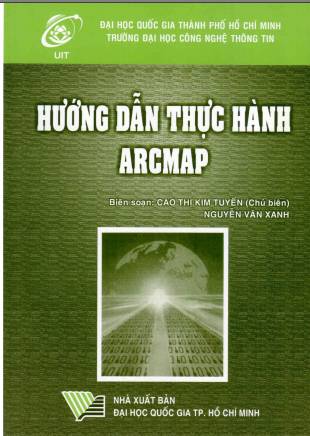 ĐẠI HỌC QUỐC GIA THÀNH PHỐ HỒ CHÍ MINH
TRƯỜNG ĐẠI HỌC CÔNG NGHỆ THÔNG TIN
UIT
HƯỚNG DẪN THỰC HÀNH
ARCMAP
Biên soạn: CAO THỊ KIM TUYẾN (Chủ biên)
NGUYỄN VĂN XANH
NHÀ XUẤT BẢN
ĐẠI HỌC QUỐC GIA TP. HỒ CHÍ MINH